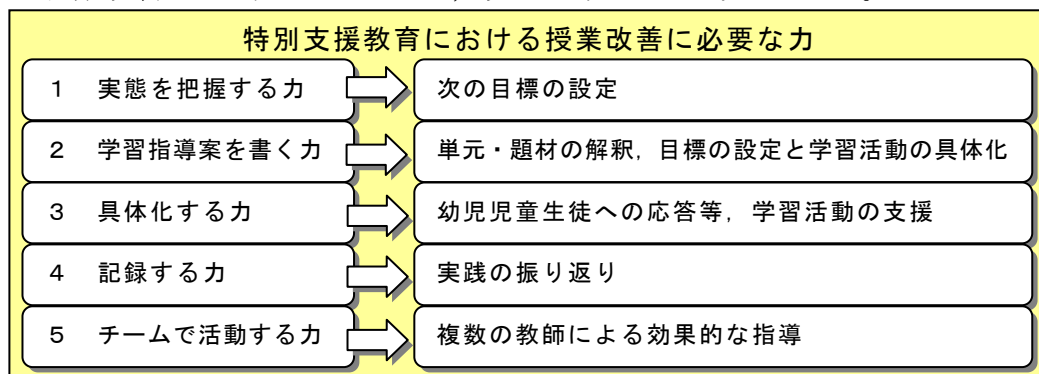 特別支援教育における授業改善に必要な力
1 実態を把握する力
次の目標の設定
2 学習指導案を書く力
単元・題材の解釈，目標の設定と学習活動の具体化
3 具体化する力
幼児児童生徒への応答等，学習活動の支援
4 記録する力
実践の振り返り
5 チームで活動する力
複数の教師による効果的な指導